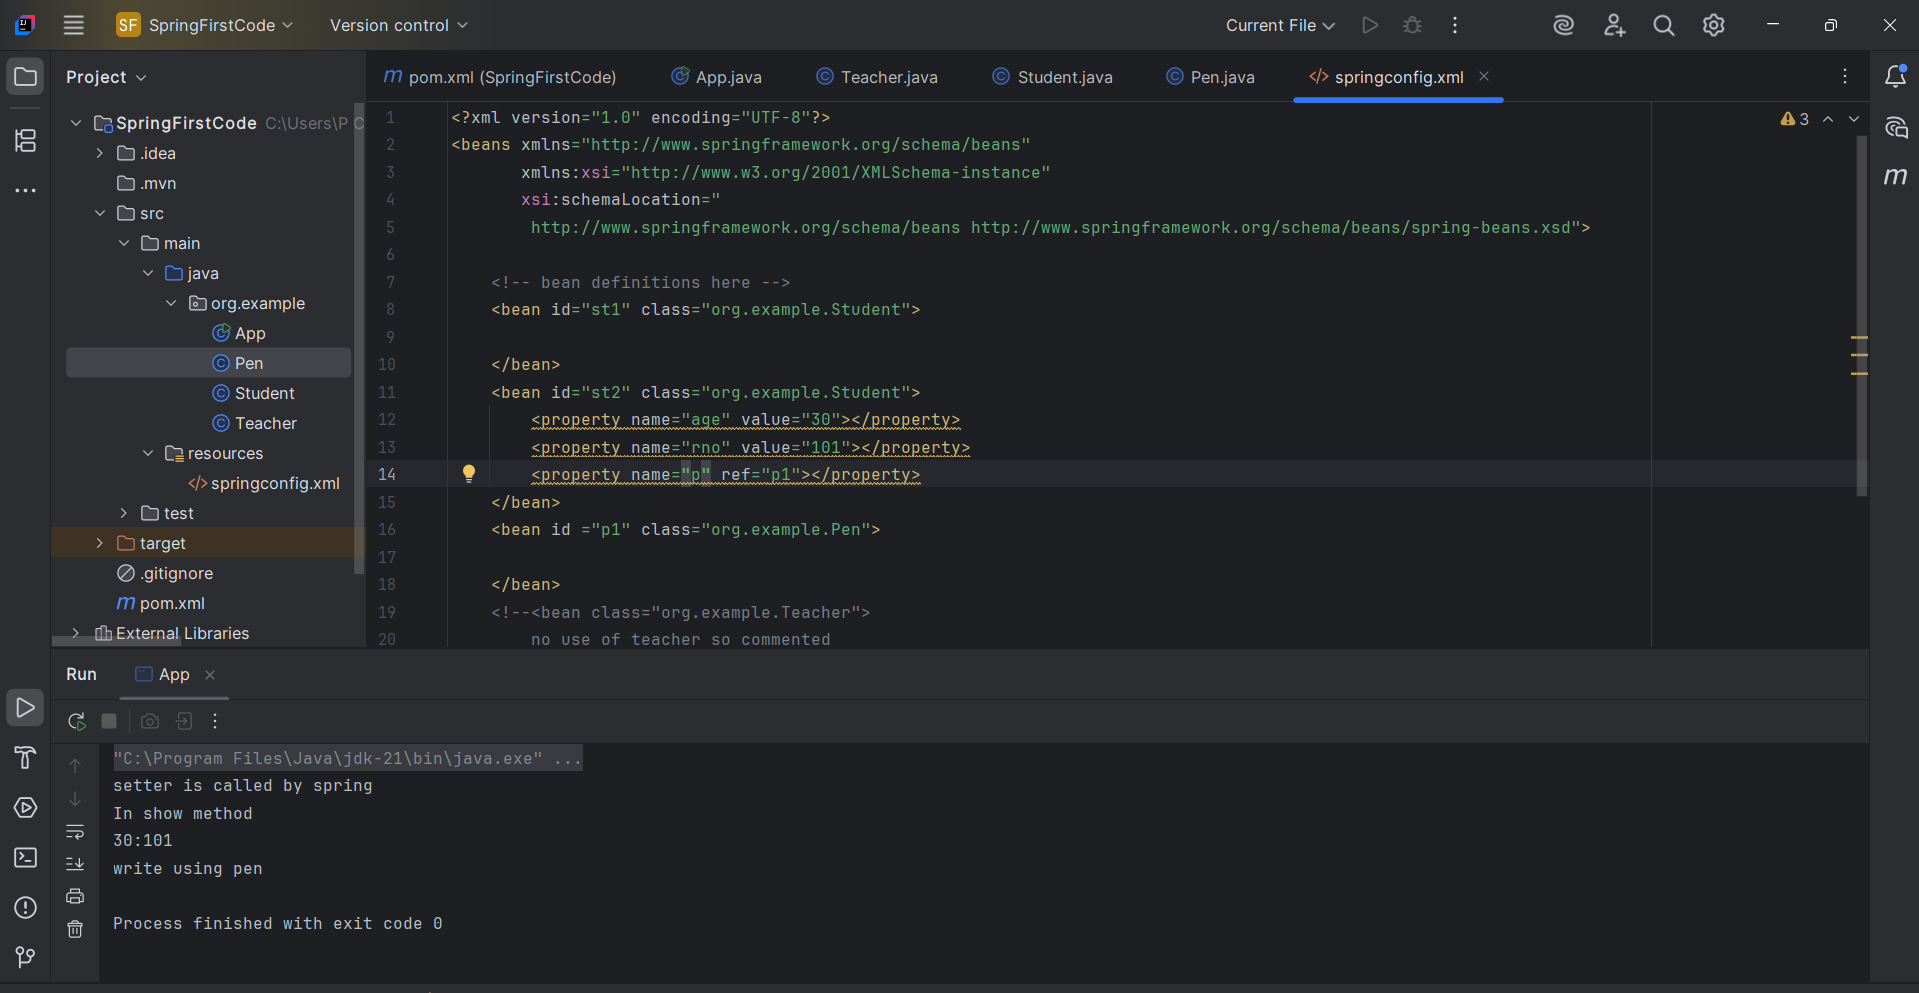 SF SpringFirstCode Version control Current File
Project
pom.xml (SpringFirstCode) App.java Teacher.java Student.java Pen.java springconfig.xml
SpringFirstCode C:\Users\P C
.idea
.mvn
src
main
java
org.example
App
Pen
Student
Teacher
resources
springconfig.xml
test
target
.gitignore
pom.xml
External Libraries
1 <?xml version="1.0" encoding="UTF-8"?>
2 <beans xmlns="http://www.springframework.org/schema/beans"
3 xmlns:xsi="http://www.w3.org/2001/XMLSchema-instance"
4 xsi:schemaLocation="
5 http://www.springframework.org/schema/beans http://www.springframework.org/schema/beans/spring-beans.xsd">
6
7 <!-- bean definitions here -->
8 <bean id="st1" class="org.example.Student">
9
10 </bean>
11 <bean id="st2" class="org.example.Student">
12 <property name="age" value="30"></property>
13 <property name="rno" value="101"></property>
14 <property name="p" ref="p1"></property>
15 </bean>
16 <bean id ="p1" class="org.example.Pen">
17
18 </bean>
19 <!--<bean class="org.example.Teacher">
20 no use of teacher so commented
3
Run App
"C:\Program Files\Java\jdk-21\bin\java.exe" ...
setter is called by spring
In show method
30:101
write using pen
Process finished with exit code 0